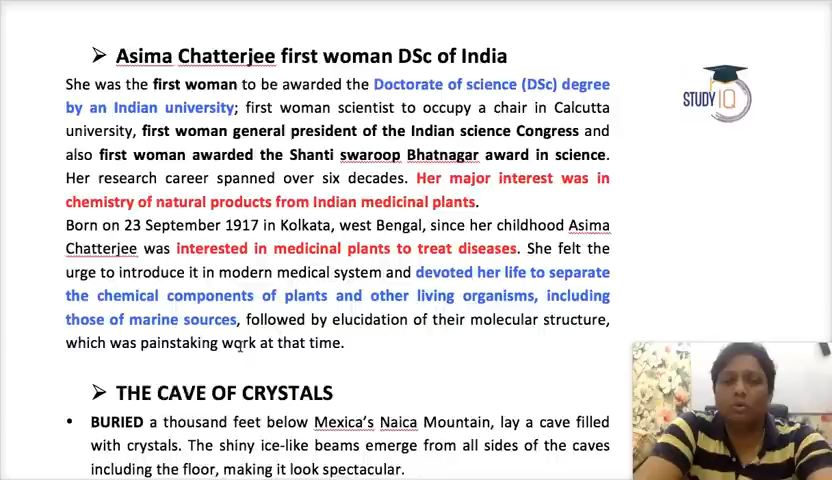 ➢ Asima Chatterjee first woman DSc of India
She was the first woman to be awarded the Doctorate of science (DSc) degree
by an Indian university; first woman scientist to occupy a chair in Calcutta
university, first woman general president of the Indian science Congress and
also first woman awarded the Shanti swaroop Bhatnagar award in science.
Her research career spanned over six decades. Her major interest was in
chemistry of natural products from Indian medicinal plants.
Born on 23 September 1917 in Kolkata, west Bengal, since her childhood Asima
Chatterjee was interested in medicinal plants to treat diseases. She felt the
urge to introduce it in modern medical system and devoted her life to separate
the chemical components of plants and other living organisms, including
those of marine sources, followed by elucidation of their molecular structure,
which was painstaking work at that time.
➢ THE CAVE OF CRYSTALS
• BURIED a thousand feet below Mexica's Naica Mountain, lay a cave filled
with crystals. The shiny ice-like beams emerge from all sides of the caves
including the floor, making it look spectacular.
STUDY IQ